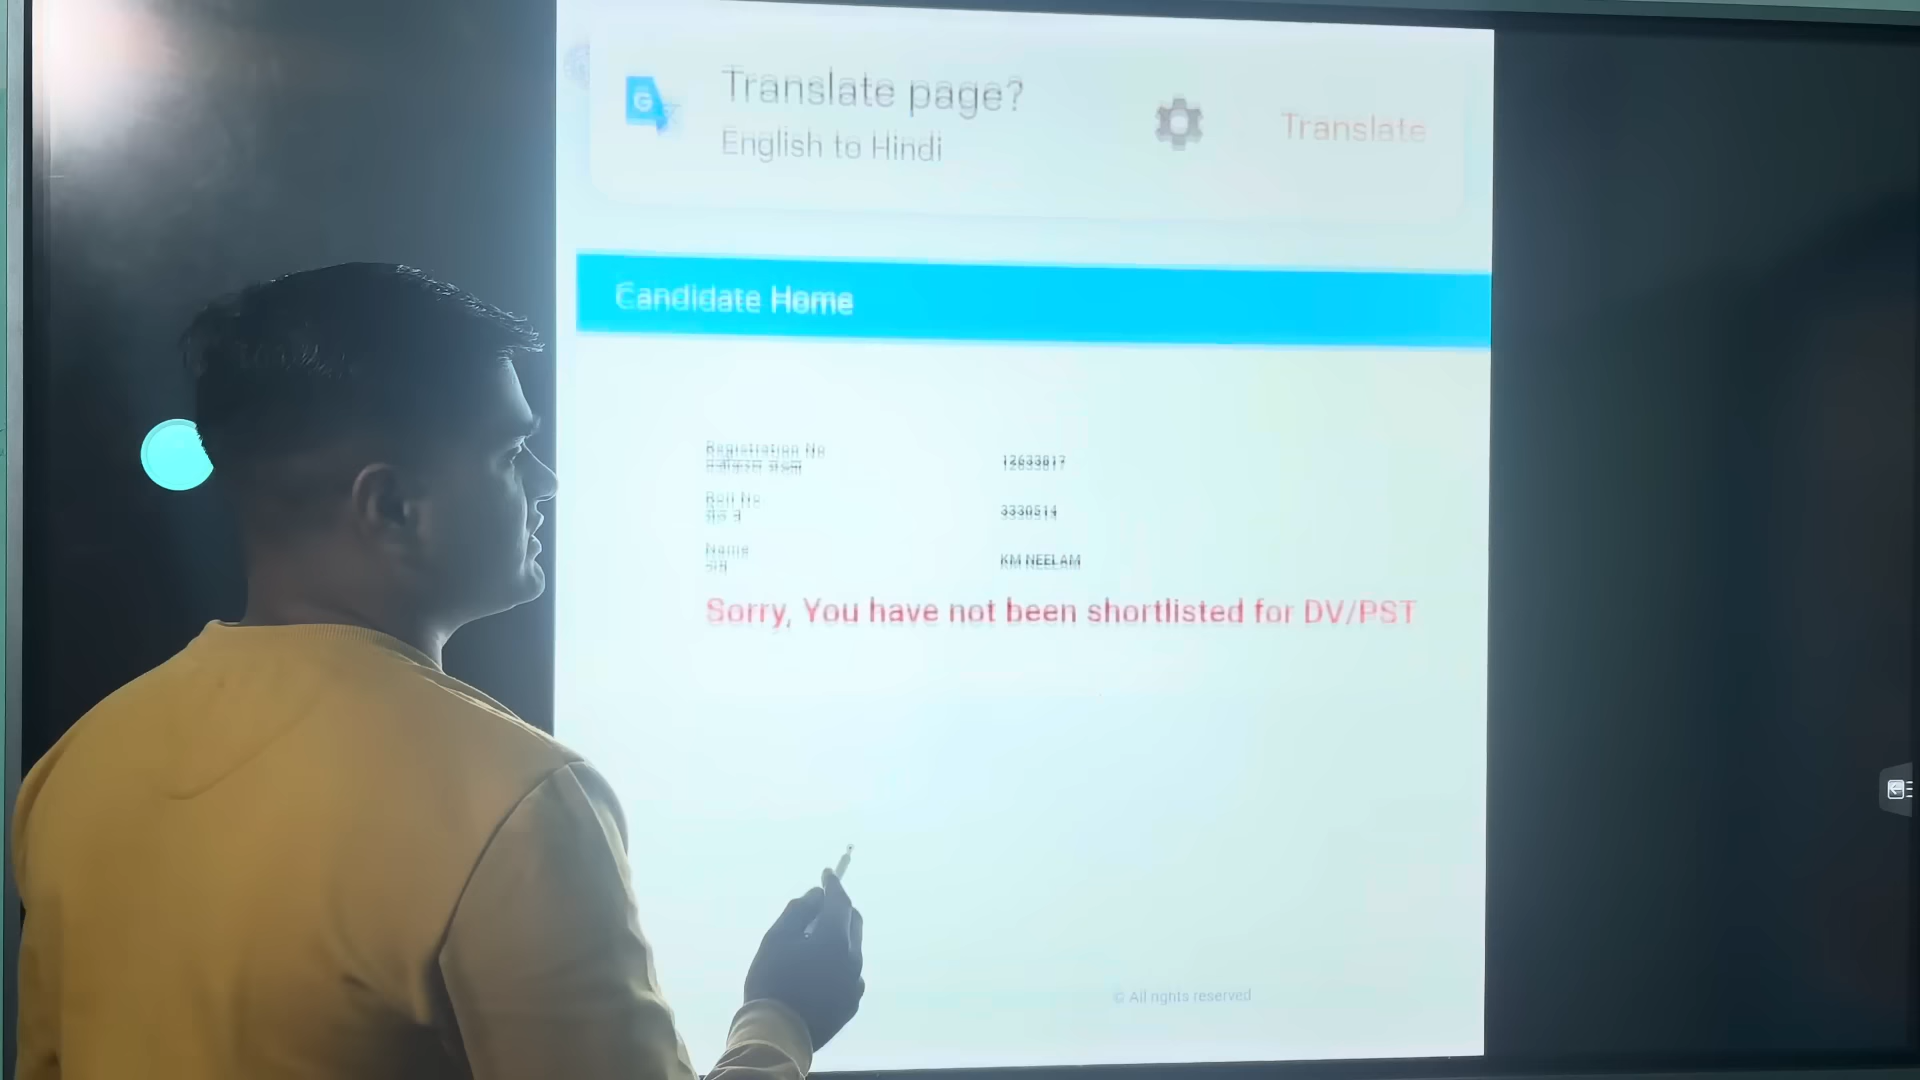 Translate page?
English to Hindi
Translate
Candidate Home
Registration No
12633817
Roll No
3330514
Name
नाम
KM NEELAM
Sorry, You have not been shortlisted for DV/PST
© All rights reserved